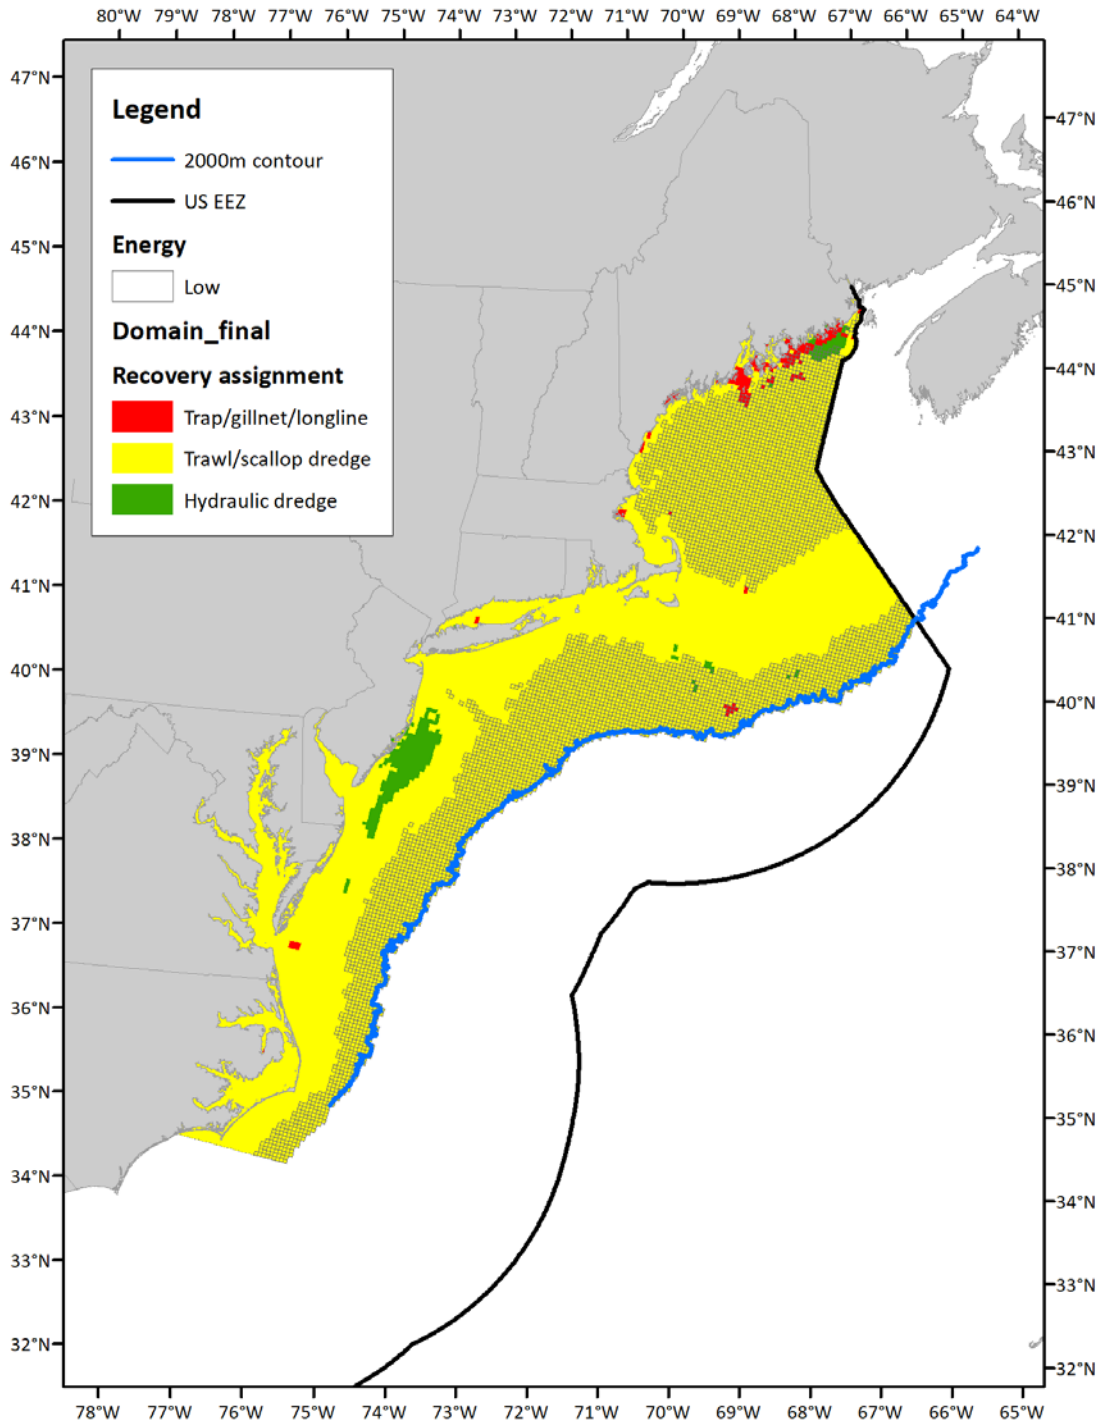 80°W 79°W 78°W 77°W 76°W 75°W 74°W 73°W 72°W 71°W 70°W 69°W 68°W 67°W 66°W 65°W 64°W
47°N
46°N
45°N
44°N
43°N
42°N
41°N
40°N
39°N
38°N
37°N
36°N
35°N
34°N
33°N
32°N
Legend
2000m contour
US EEZ
Energy
Low
Domain_final
Recovery assignment
Trap/gillnet/longline
Trawl/scallop dredge
Hydraulic dredge
47°N
46°N
45°N
44°N
43°N
42°N
41°N
40°N
39°N
38°N
37°N
36°N
35°N
34°N
33°N
32°N
78°W 77°W 76°W 75°W 74°W 73°W 72°W 71°W 70°W 69°W 68°W 67°W 66°W 65°W